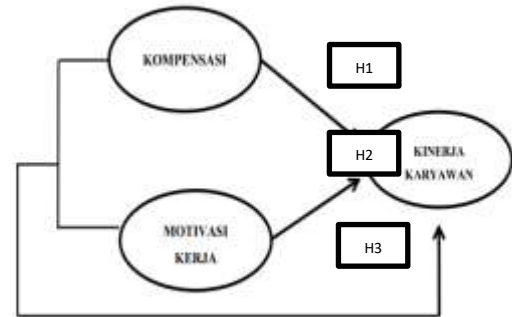 KOMPENSASI
H1
H2
KINERJA
KARYAWAN
MOTIVASI
KERJA
H3